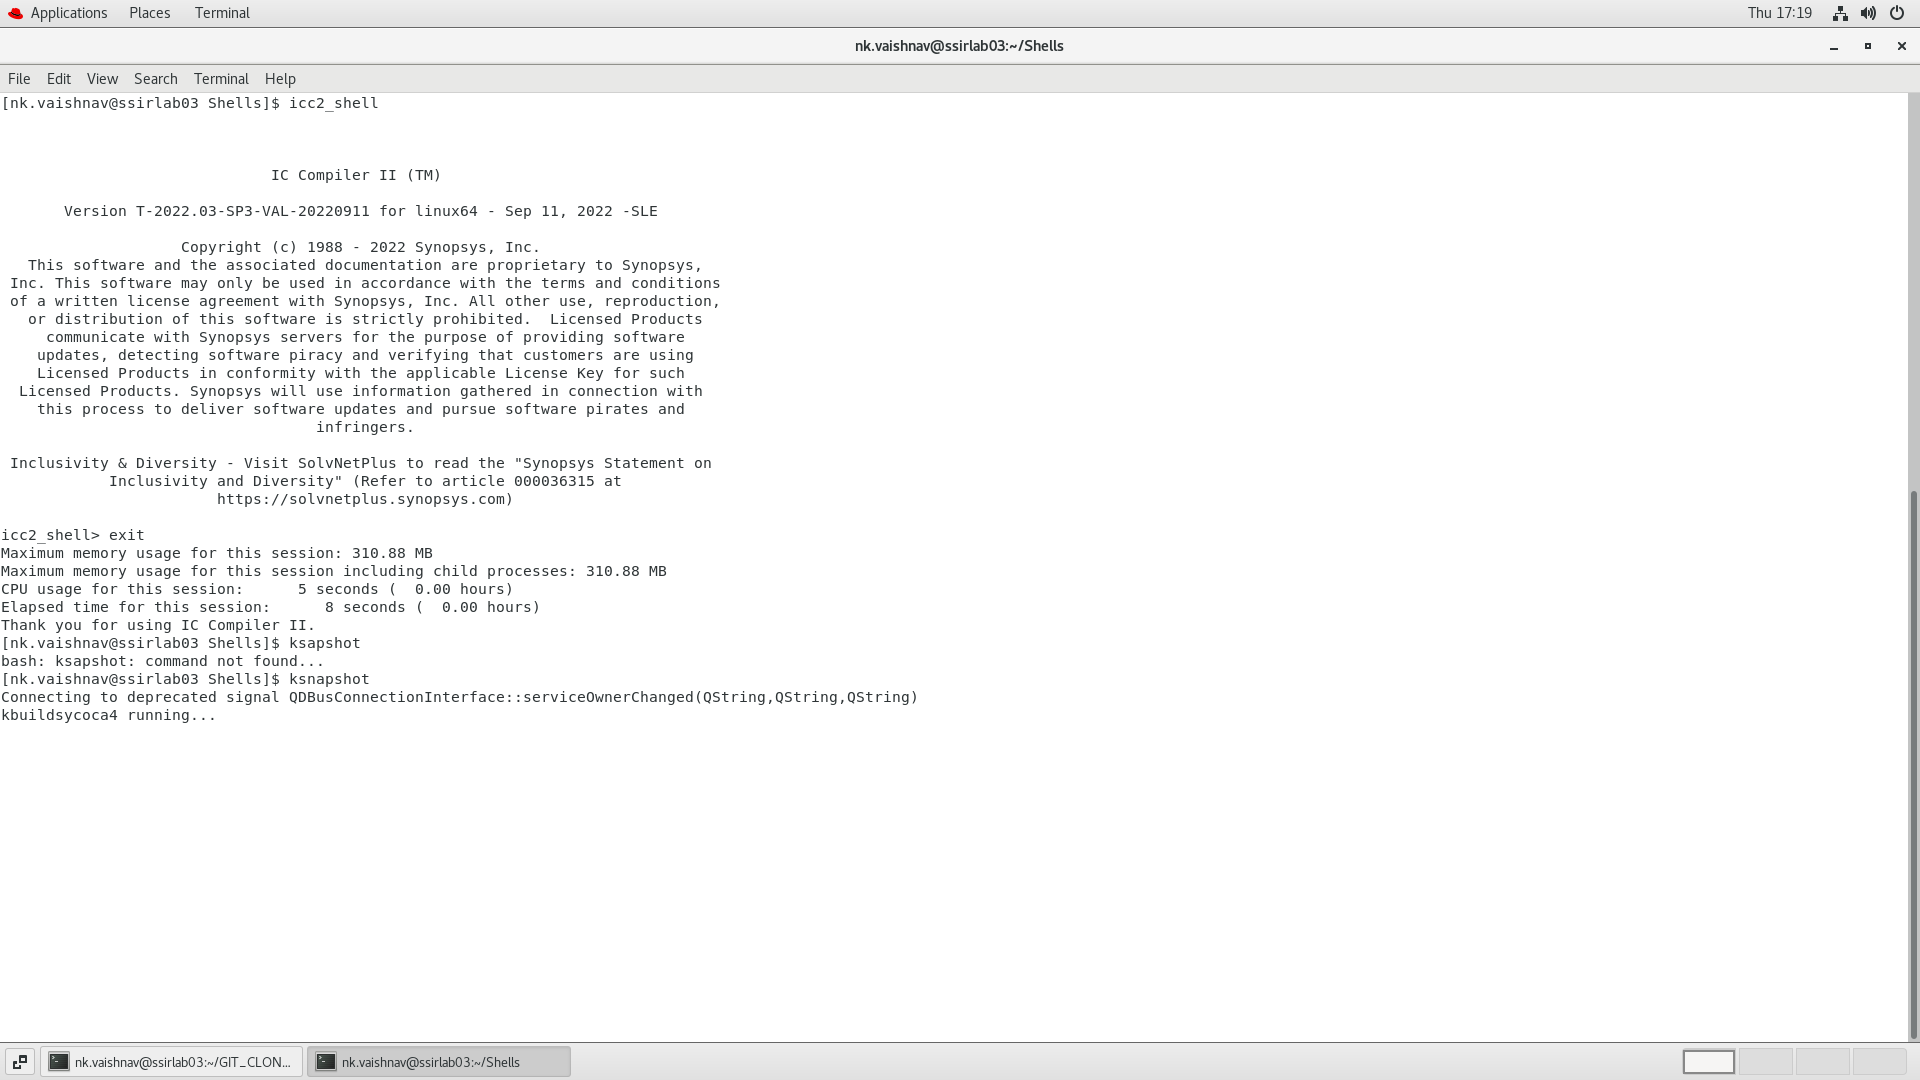 Applications Places Terminal Thu 17:19
nk.vaishnav@ssirlab03:~/Shells
File Edit View Search Terminal Help
[nk.vaishnav@ssirlab03 Shells]$ icc2_shell
IC Compiler II (TM)
Version T-2022.03-SP3-VAL-20220911 for linux64 - Sep 11, 2022 -SLE
Copyright (c) 1988 - 2022 Synopsys, Inc.
This software and the associated documentation are proprietary to Synopsys,
Inc. This software may only be used in accordance with the terms and conditions
of a written license agreement with Synopsys, Inc. All other use, reproduction,
or distribution of this software is strictly prohibited.  Licensed Products
communicate with Synopsys servers for the purpose of providing software
updates, detecting software piracy and verifying that customers are using
Licensed Products in conformity with the applicable License Key for such
Licensed Products. Synopsys will use information gathered in connection with
this process to deliver software updates and pursue software pirates and
infringers.
Inclusivity & Diversity - Visit SolvNetPlus to read the "Synopsys Statement on
Inclusivity and Diversity" (Refer to article 000036315 at
https://solvnetplus.synopsys.com)
icc2_shell> exit
Maximum memory usage for this session: 310.88 MB
Maximum memory usage for this session including child processes: 310.88 MB
CPU usage for this session:      5 seconds (  0.00 hours)
Elapsed time for this session:      8 seconds (  0.00 hours)
Thank you for using IC Compiler II.
[nk.vaishnav@ssirlab03 Shells]$ ksapshot
bash: ksapshot: command not found...
[nk.vaishnav@ssirlab03 Shells]$ ksnapshot
Connecting to deprecated signal QDBusConnectionInterface::serviceOwnerChanged(QString,QString,QString)
kbuildsycoca4 running...
nk.vaishnav@ssirlab03:~/GIT_CLON... nk.vaishnav@ssirlab03:~/Shells